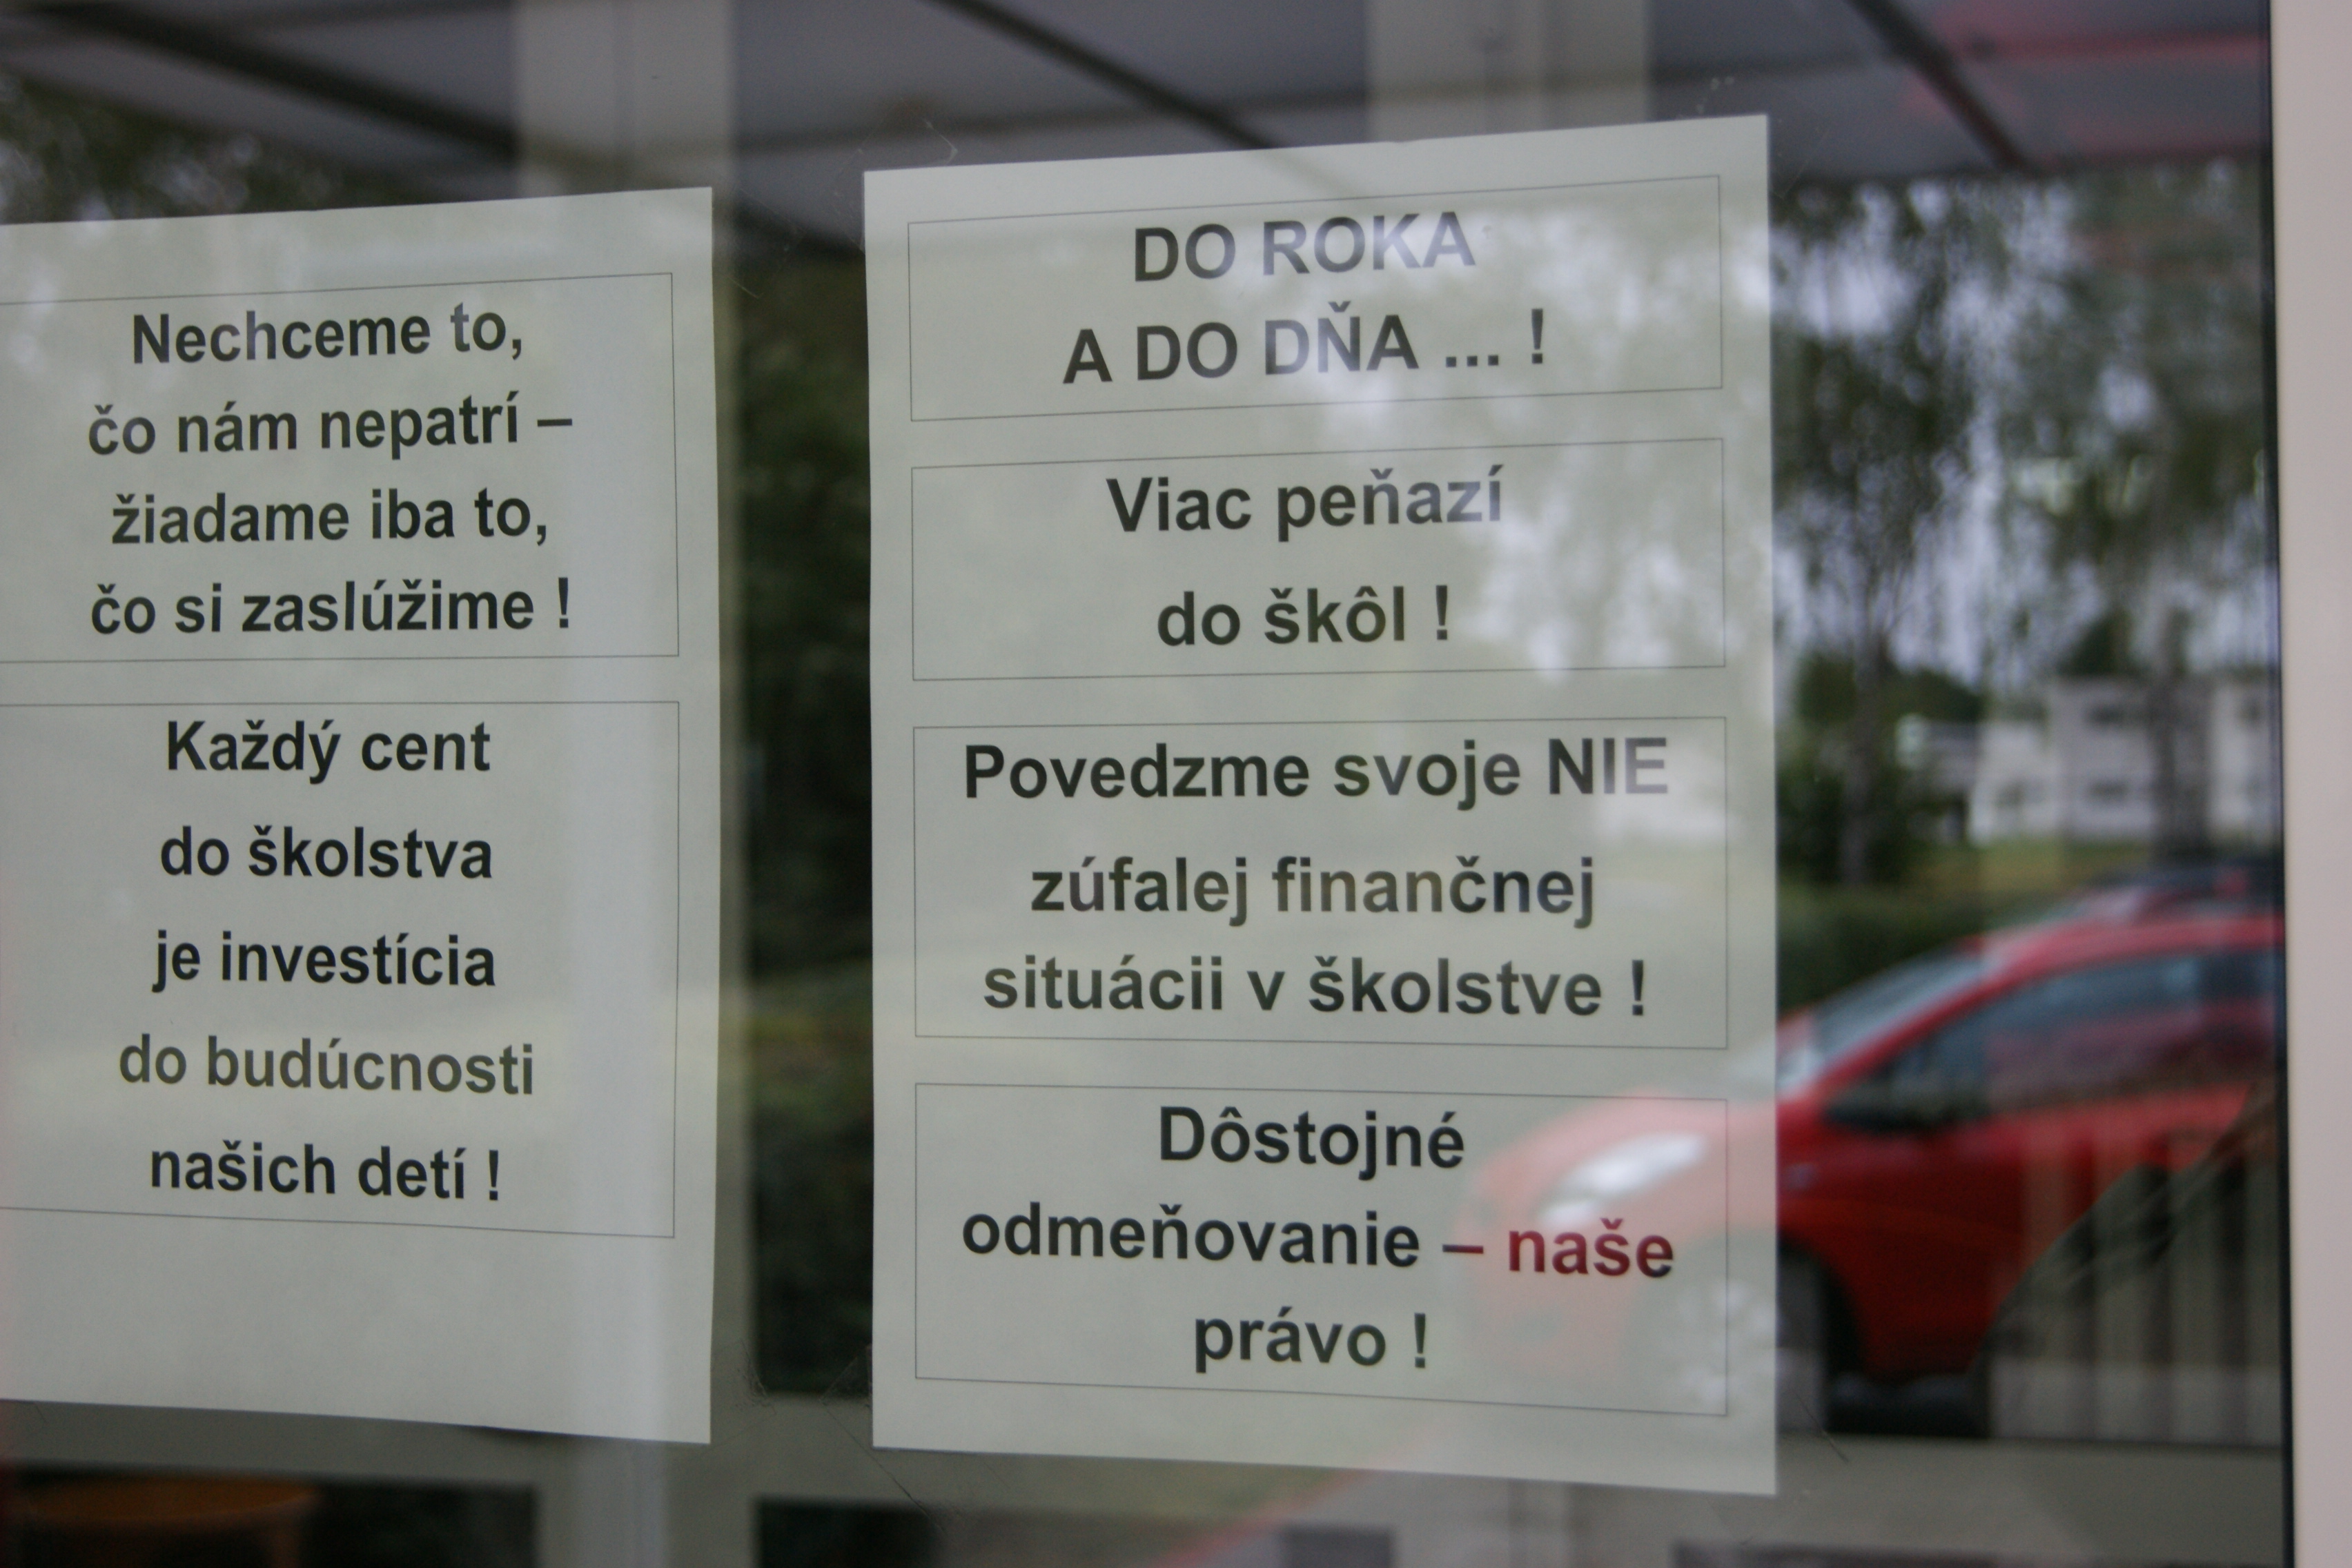 Nechceme to,
čo nám nepatrí –
žiadame iba to,
čo si zaslúžime !
Každý cent
do školstva
je investícia
do budúcnosti
našich detí !
DO ROKA
A DO DŇA ... !
Viac peňazí
do škôl !
Povedzme svoje NIE
zúfalej finančnej
situácii v školstve !
Dôstojné
odmeňovanie – naše
právo !